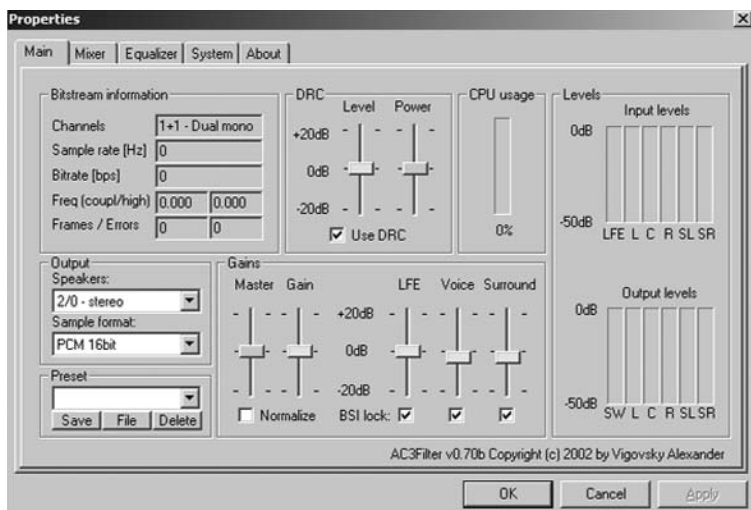 Properties
Main Mixer Equalizer System About
Bitstream information
Channels 1+1 - Dual mono
Sample rate [Hz] 0
Bitrate [bps] 0
Freq (coupl/high) 0.000 0.000
Frames / Errors 0 0
DRC
Level Power
+20dB
0dB
-20dB
Use DRC
CPU usage
0%
Levels
Input levels
0dB
-50dB
LFE L C R SL SR
Output levels
0dB
-50dB
SW L C R SL SR
Output
Speakers:
2/0 - stereo
Sample format:
PCM 16bit
Preset
Save File Delete
Gains
Master Gain LFE Voice Surround
+20dB
0dB
-20dB
Normalize BSI lock:
AC3Filter v0.70b Copyright (c) 2002 by Vigovsky Alexander
OK Cancel Apply